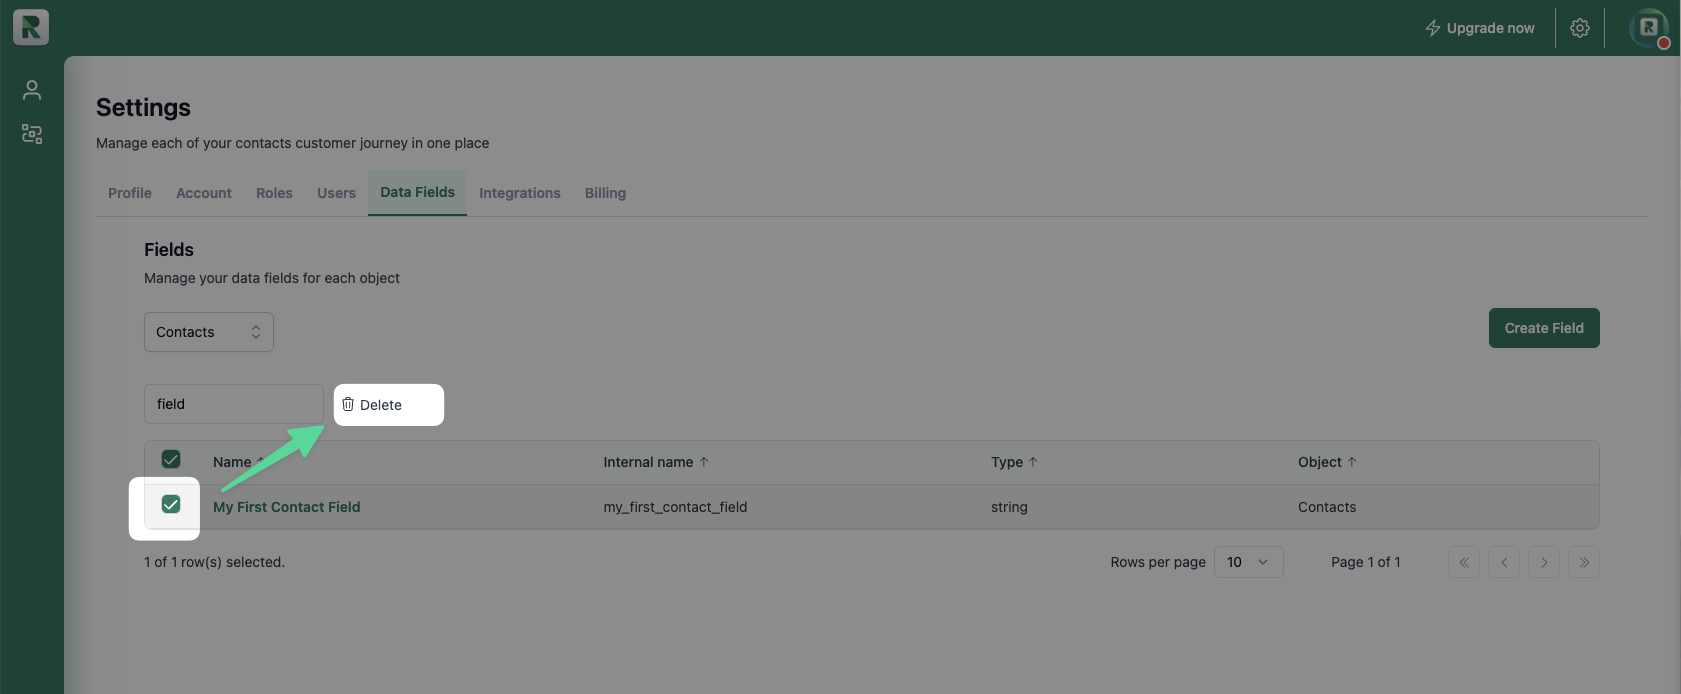 R
Upgrade now
R
Settings
Manage each of your contacts customer journey in one place
Profile Account Roles Users Data Fields Integrations Billing
Fields
Manage your data fields for each object
Contacts
Create Field
field
Delete
Name Internal name Type Object
My First Contact Field my_first_contact_field string Contacts
1 of 1 row(s) selected.
Rows per page 10 Page 1 of 1